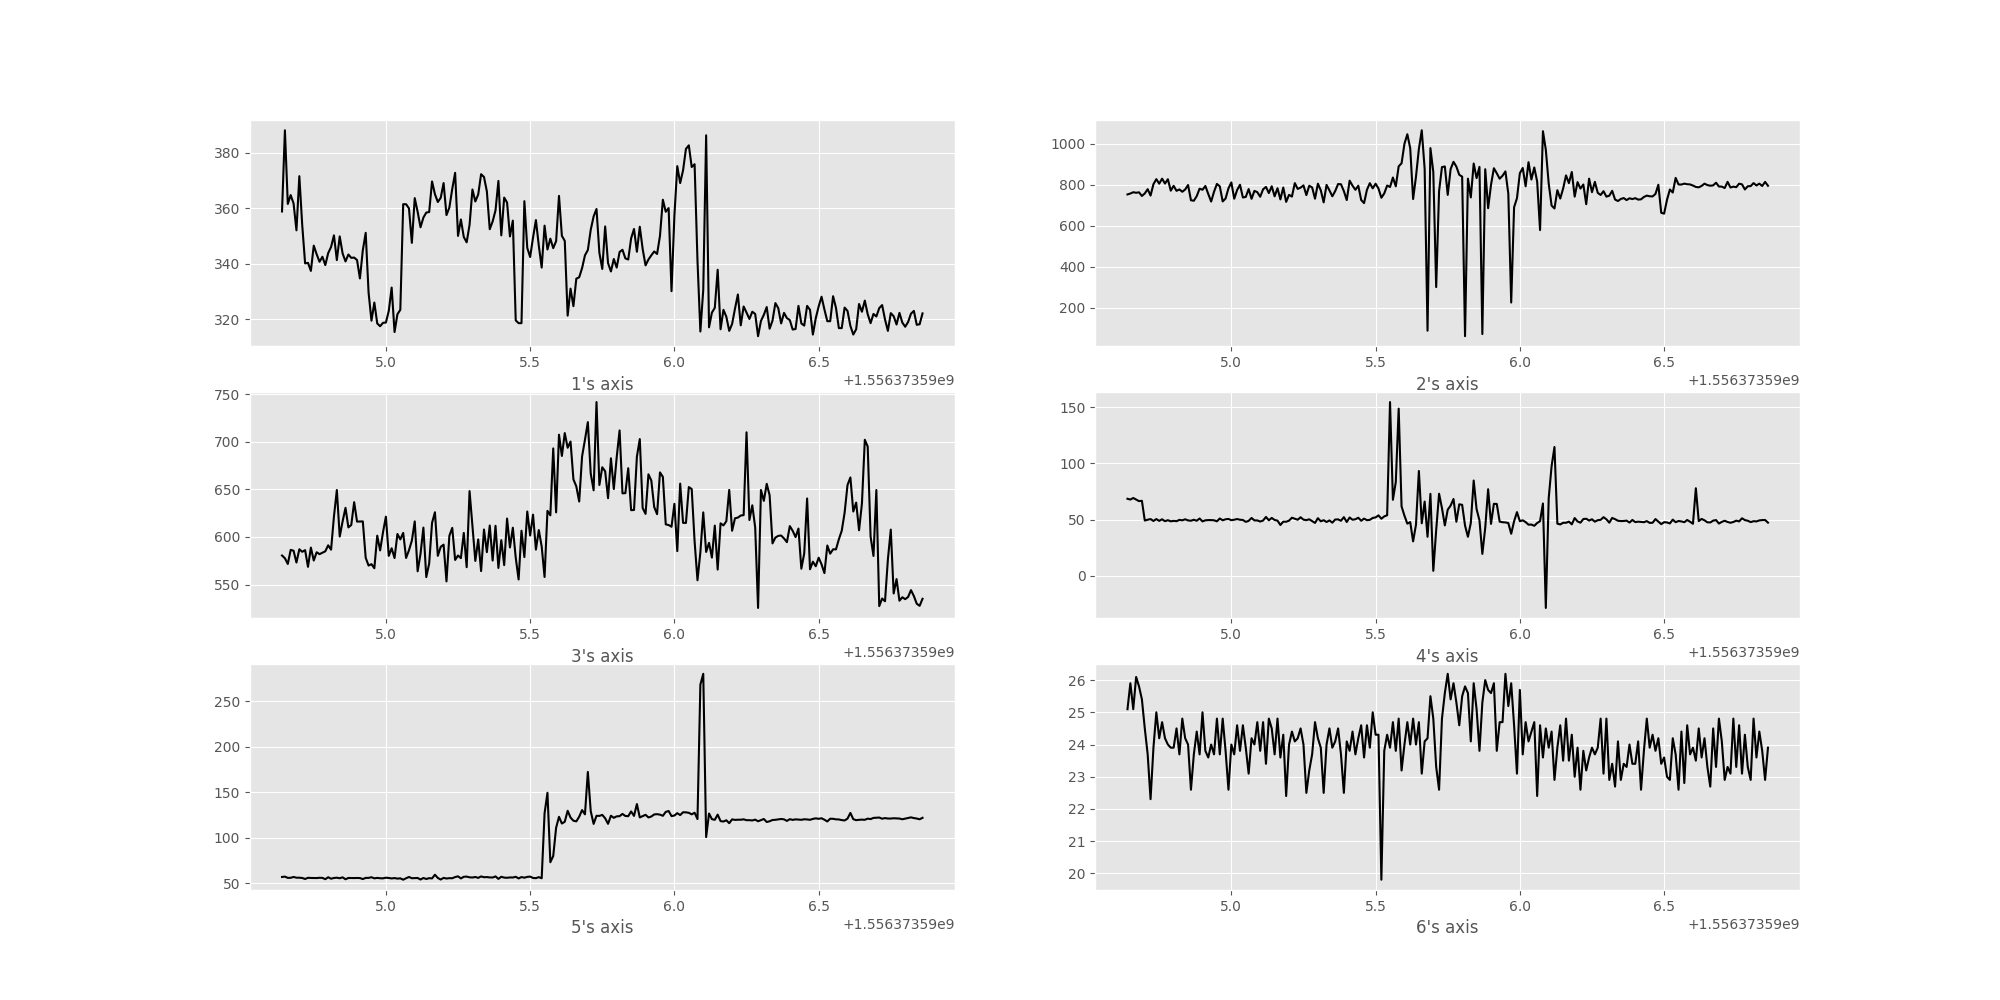 380
360
340
320
5.0 5.5 6.0 6.5
1's axis +1.55637359e9
1000
800
600
400
200
5.0 5.5 6.0 6.5
2's axis +1.55637359e9
750
700
650
600
550
5.0 5.5 6.0 6.5
3's axis +1.55637359e9
150
100
50
0
5.0 5.5 6.0 6.5
4's axis +1.55637359e9
250
200
150
100
50
5.0 5.5 6.0 6.5
5's axis +1.55637359e9
26
25
24
23
22
21
20
5.0 5.5 6.0 6.5
6's axis +1.55637359e9